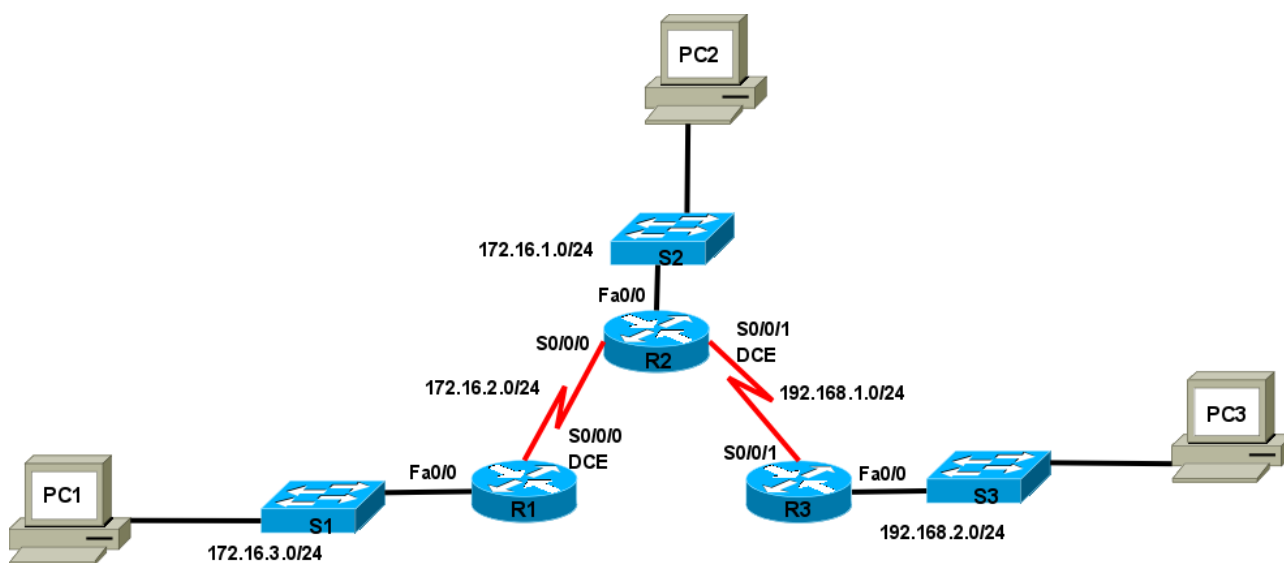 PC2
172.16.1.0/24
S2
Fa0/0
S0/0/0
R2
S0/0/1
DCE
172.16.2.0/24
192.168.1.0/24
S0/0/0
DCE
S0/0/1
PC3
PC1
S1
Fa0/0
R1
R3
Fa0/0
S3
172.16.3.0/24
192.168.2.0/24